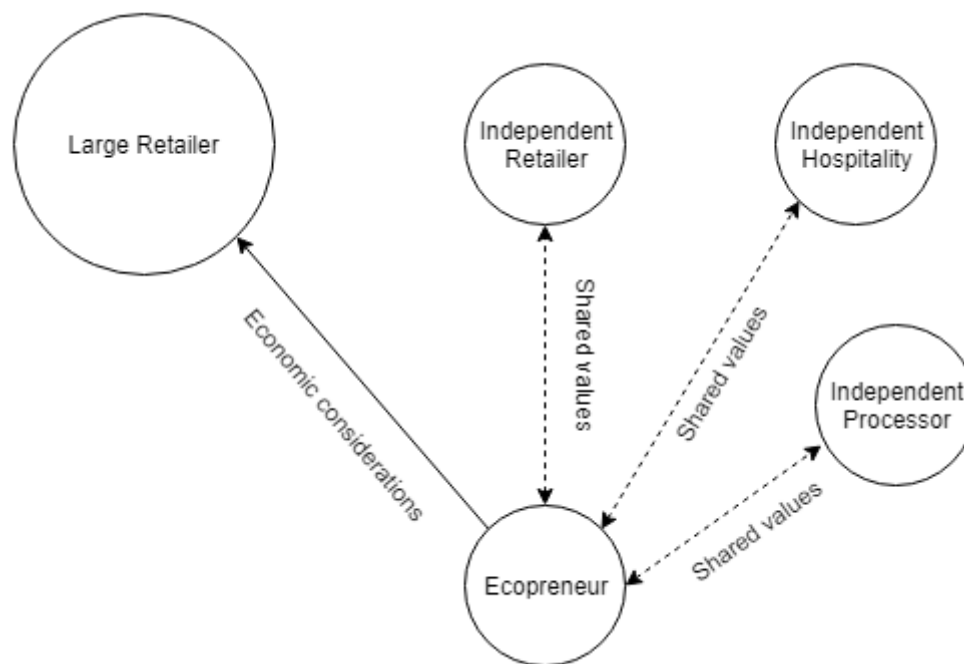 Large Retailer
Independent
Retailer
Independent
Hospitality
Shared values
Economic considerations
Shared values
Independent
Processor
Shared values
Ecopreneur